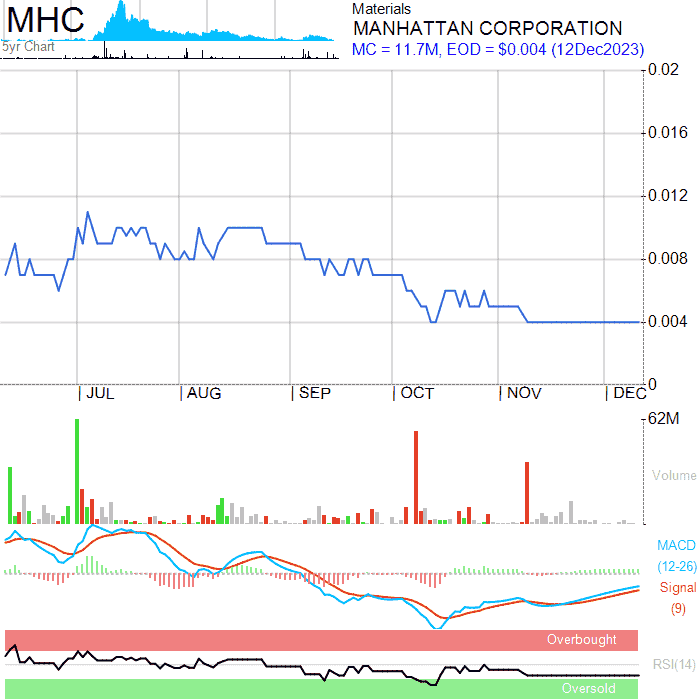 MHC
5yr Chart
Materials
MANHATTAN CORPORATION
MC = 11.7M, EOD = $0.004 (12Dec2023)
0.02
0.016
0.012
0.008
0.004
0
JUL AUG SEP OCT NOV DEC
62M
Volume
MACD
(12-26)
Signal
(9)
Overbought
RSI(14)
Oversold